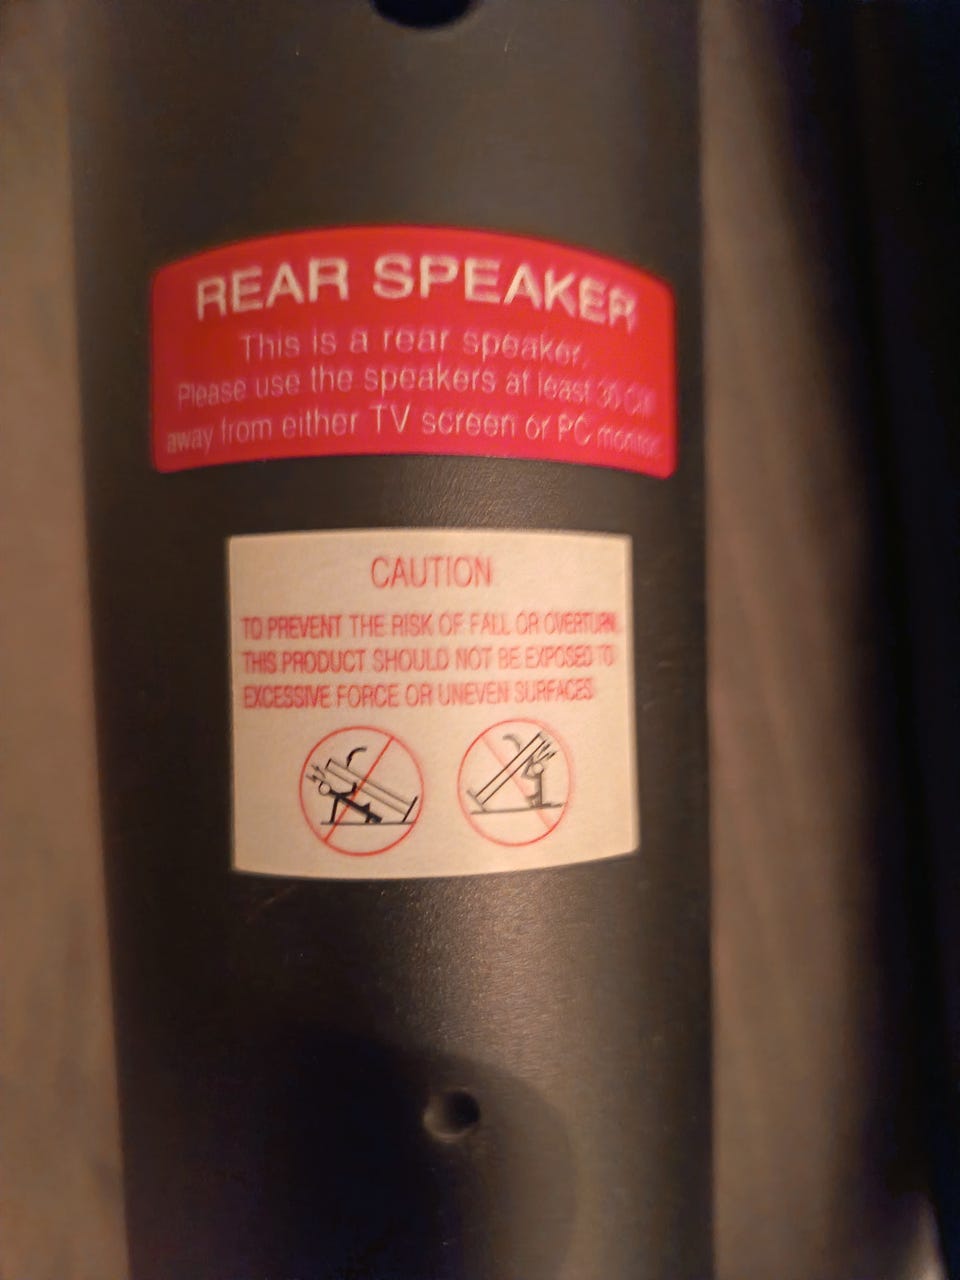 REAR SPEAKER
This is a rear speaker.
Please use the speakers at least 30 CM
away from either TV screen or PC monitor.
CAUTION
TO PREVENT THE RISK OF FALL OR OVERTURN.
THIS PRODUCT SHOULD NOT BE EXPOSED TO
EXCESSIVE FORCE OR UNEVEN SURFACES.